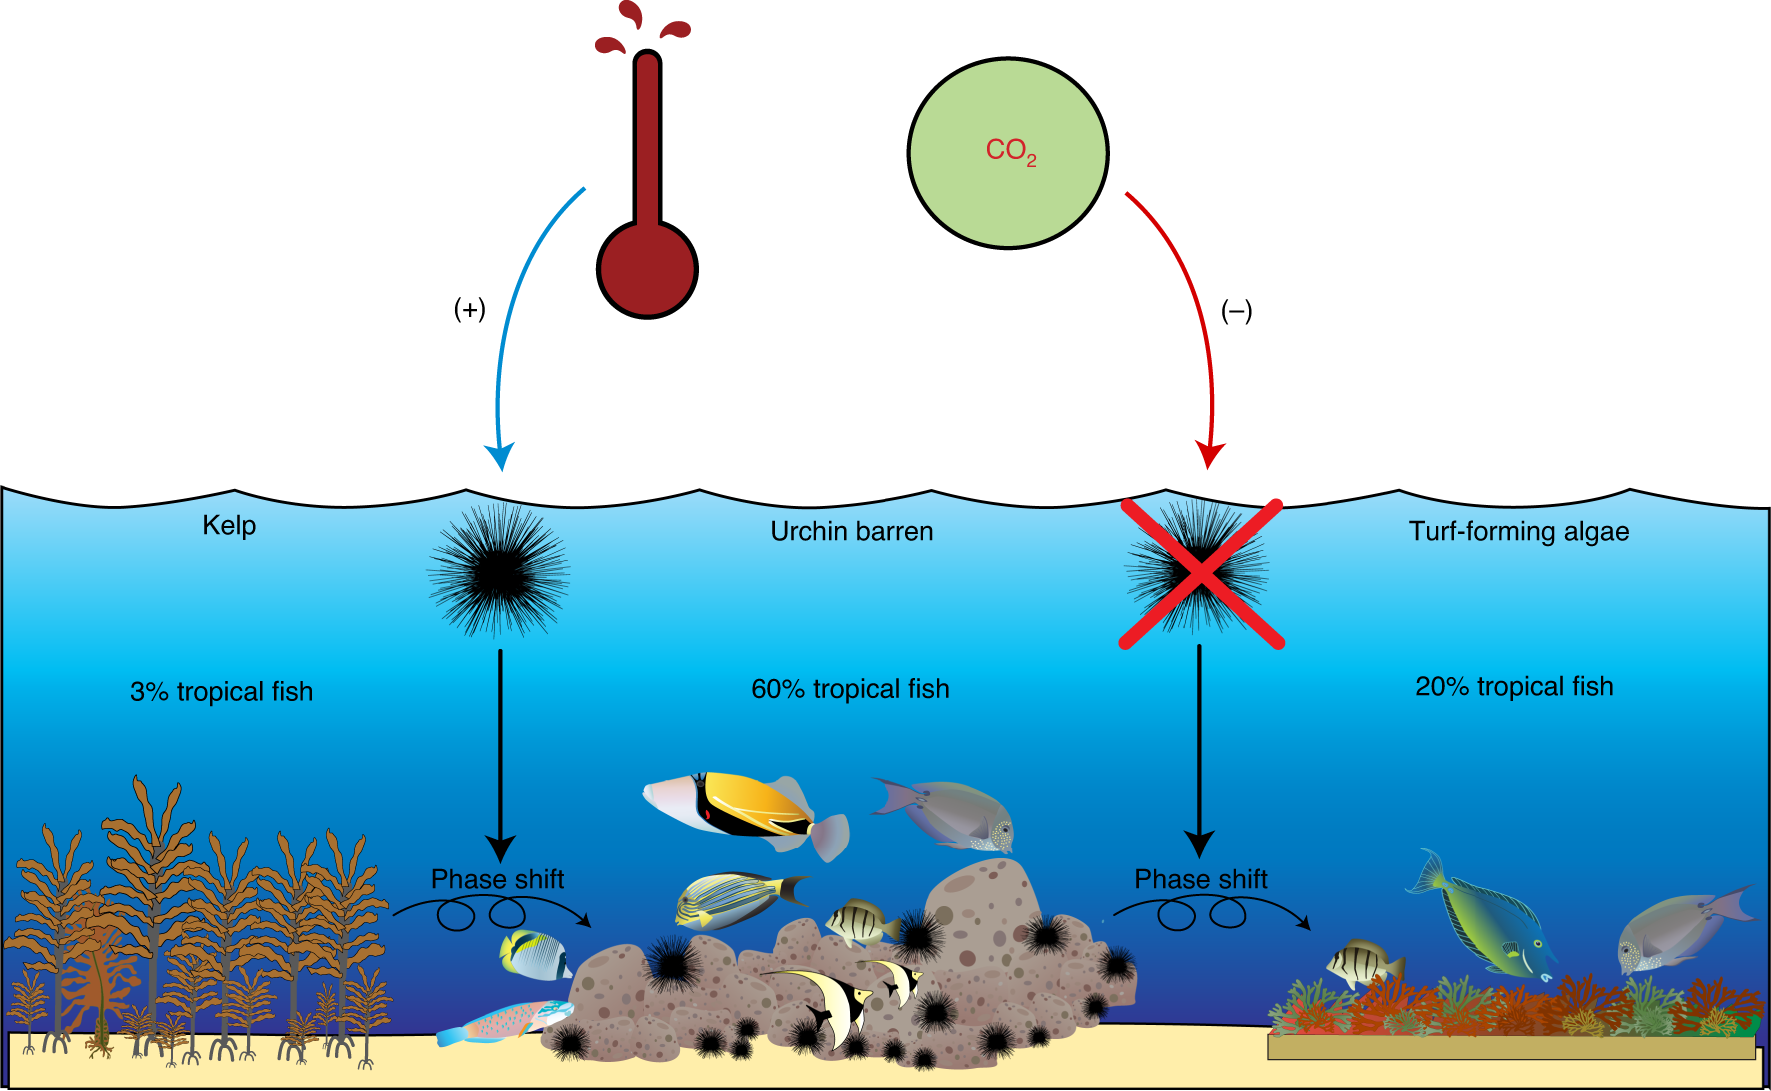 CO₂
(+)
(–)
Kelp
Urchin barren
Turf-forming algae
3% tropical fish
60% tropical fish
20% tropical fish
Phase shift
Phase shift